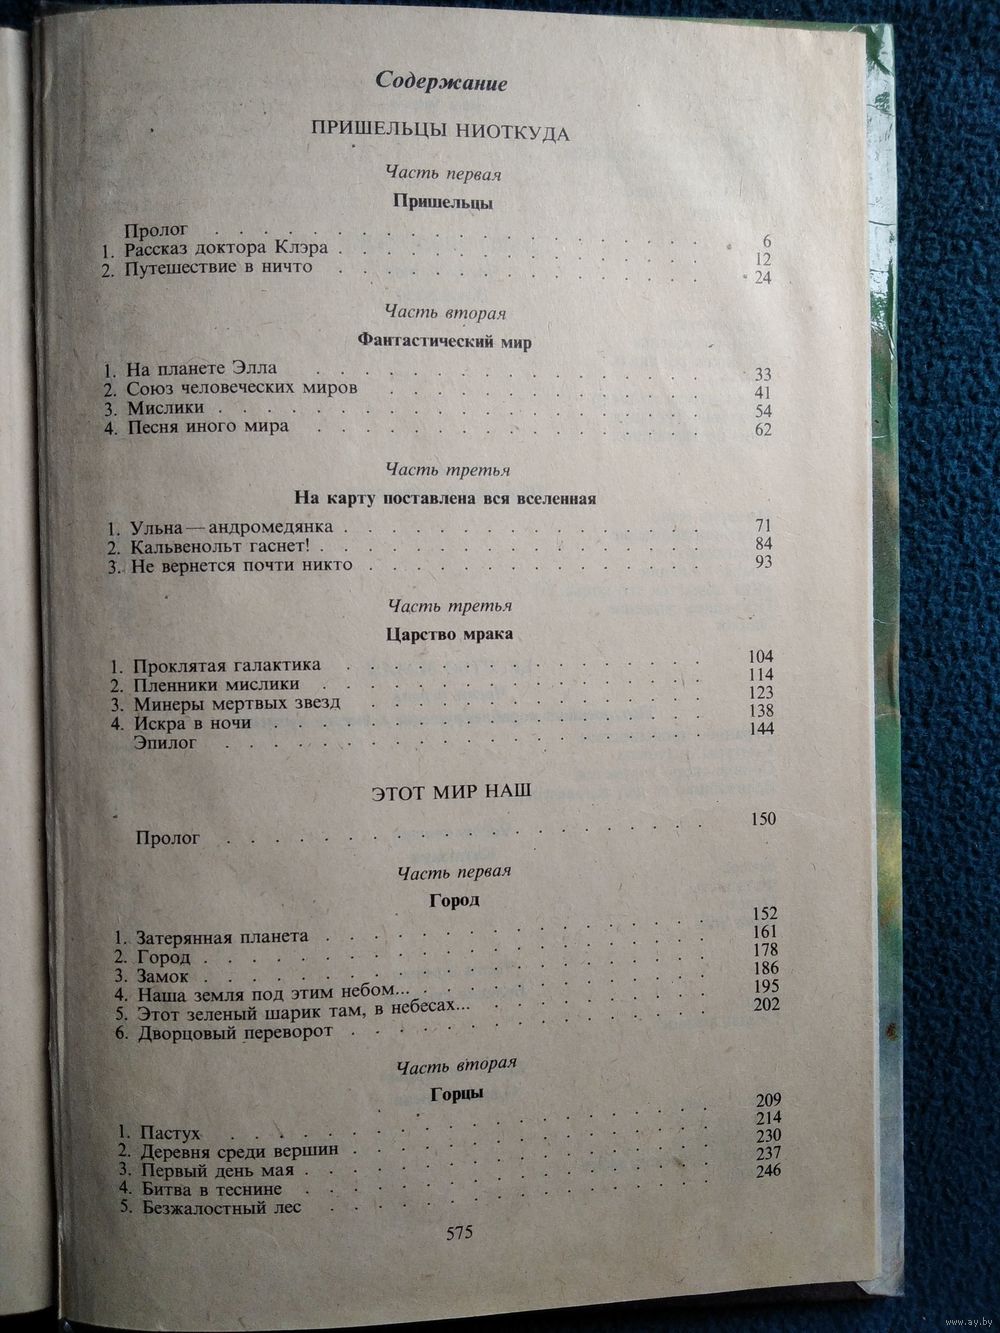 Содержание
ПРИШЕЛЬЦЫ НИОТКУДА
Часть первая
Пришельцы
Пролог . . . . . . . . . . . . . . . . . . . . 6
1. Рассказ доктора Клэра . . . . . . . . . . . . . . . . 12
2. Путешествие в ничто . . . . . . . . . . . . . . . . 24
Часть вторая
Фантастический мир
1. На планете Элла . . . . . . . . . . . . . . . . . 33
2. Союз человеческих миров . . . . . . . . . . . . . . 41
3. Мислики . . . . . . . . . . . . . . . . . . . . . 54
4. Песня иного мира . . . . . . . . . . . . . . . . . 62
Часть третья
На карту поставлена вся вселенная
1. Ульна — андромедянка . . . . . . . . . . . . . . . . 71
2. Кальвенольт гаснет! . . . . . . . . . . . . . . . . . 84
3. Не вернется почти никто . . . . . . . . . . . . . . . 93
Часть третья
Царство мрака
1. Проклятая галактика . . . . . . . . . . . . . . . . 104
2. Пленники мислики . . . . . . . . . . . . . . . . . 114
3. Минеры мертвых звезд . . . . . . . . . . . . . . . 123
4. Искра в ночи . . . . . . . . . . . . . . . . . . . 138
Эпилог . . . . . . . . . . . . . . . . . . . . . 144
ЭТОТ МИР НАШ
Пролог . . . . . . . . . . . . . . . . . . . . . 150
Часть первая
Город
1. Затерянная планета . . . . . . . . . . . . . . . . . 152
2. Город . . . . . . . . . . . . . . . . . . . . . . 161
3. Замок . . . . . . . . . . . . . . . . . . . . . . 178
4. Наша земля под этим небом... . . . . . . . . . . . . . 186
5. Этот зеленый шарик там, в небесах... . . . . . . . . . . 195
6. Дворцовый переворот . . . . . . . . . . . . . . . . 202
Часть вторая
Горцы
1. Пастух . . . . . . . . . . . . . . . . . . . . . 209
2. Деревня среди вершин . . . . . . . . . . . . . . . . 214
3. Первый день мая . . . . . . . . . . . . . . . . . . 230
4. Битва в теснине . . . . . . . . . . . . . . . . . . 237
5. Безжалостный лес . . . . . . . . . . . . . . . . . 246
575
www.ay.by